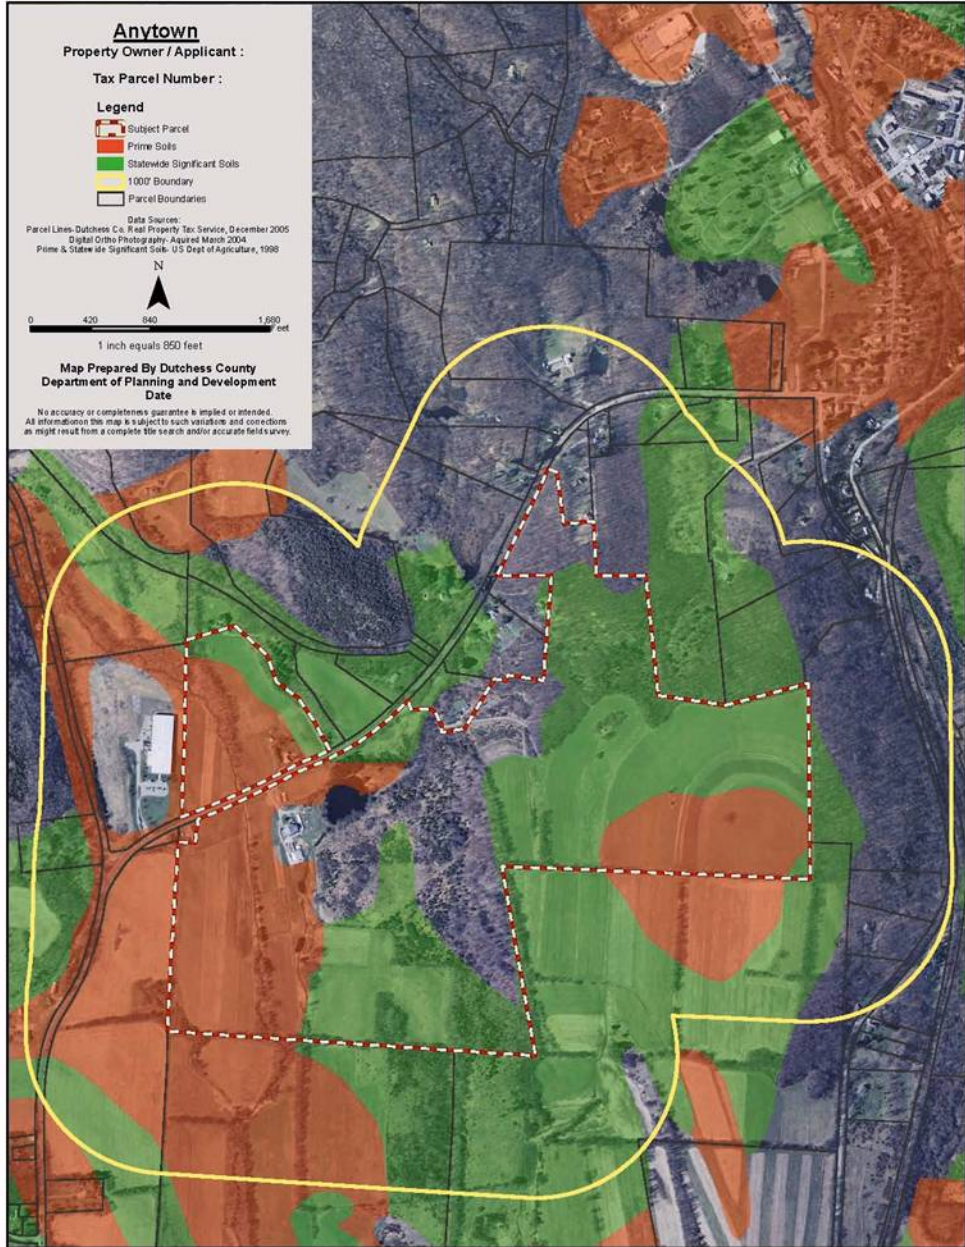 Anytown
Property Owner / Applicant :
Tax Parcel Number :
Legend
Subject Parcel
Prime Soils
Statewide Significant Soils
1000' Boundary
Parcel Boundaries
Data Sources:
Parcel Lines-Dutchess Co. Real Property Tax Service, December 2005
Digital Ortho Photography- Aquired March 2004
Prime & Statewide Significant Soils- US Dept of Agriculture, 1998
N
0 420 840 1,680
Feet
1 inch equals 850 feet
Map Prepared By Dutchess County
Department of Planning and Development
Date
No accuracy or completeness guarantee is implied or intended.
All information on this map is subject to such variations and corrections
as might result from a complete title search and/or accurate field survey.